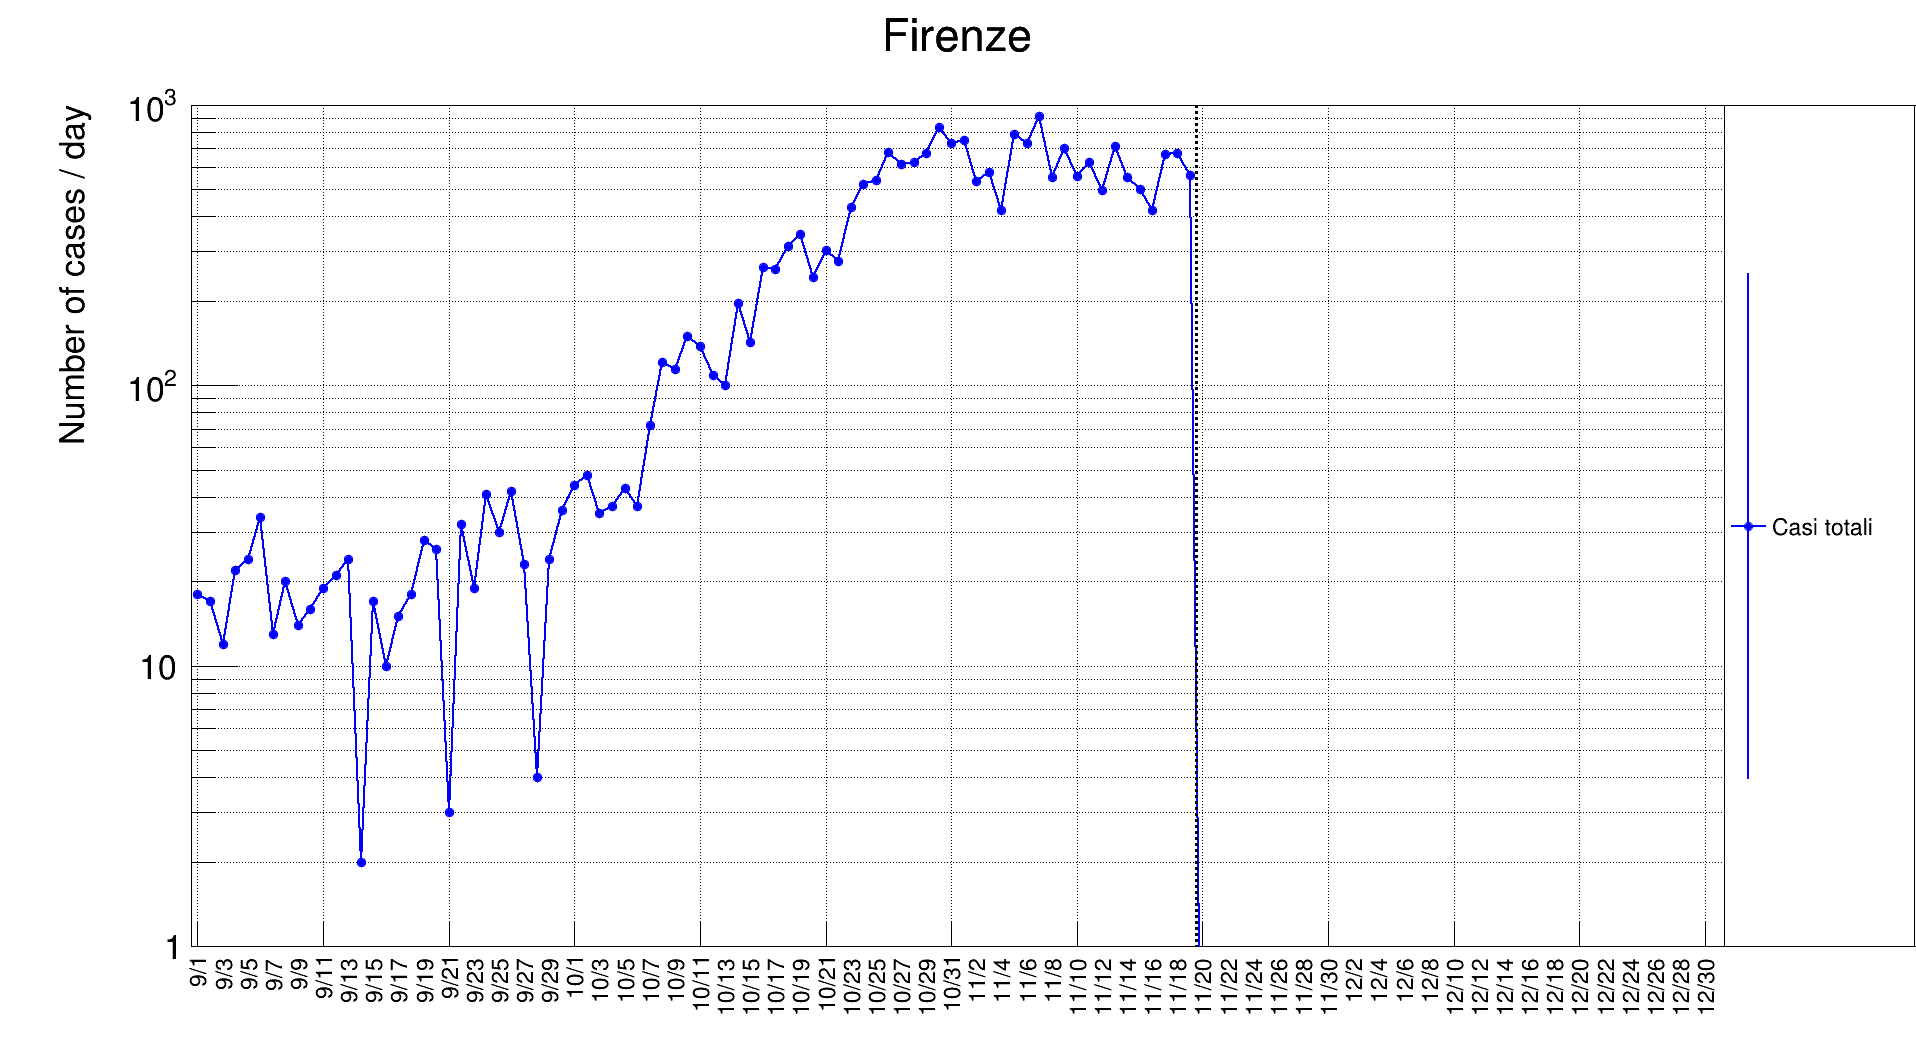 Firenze
Number of cases / day
10³
10²
10
1
Casi totali
9/1 9/3 9/5 9/7 9/9 9/11 9/13 9/15 9/17 9/19 9/21 9/23 9/25 9/27 9/29 10/1 10/3 10/5 10/7 10/9 10/11 10/13 10/15 10/17 10/19 10/21 10/23 10/25 10/27 10/29 10/31 11/2 11/4 11/6 11/8 11/10 11/12 11/14 11/16 11/18 11/20 11/22 11/24 11/26 11/28 11/30 12/2 12/4 12/6 12/8 12/10 12/12 12/14 12/16 12/18 12/20 12/22 12/24 12/26 12/28 12/30